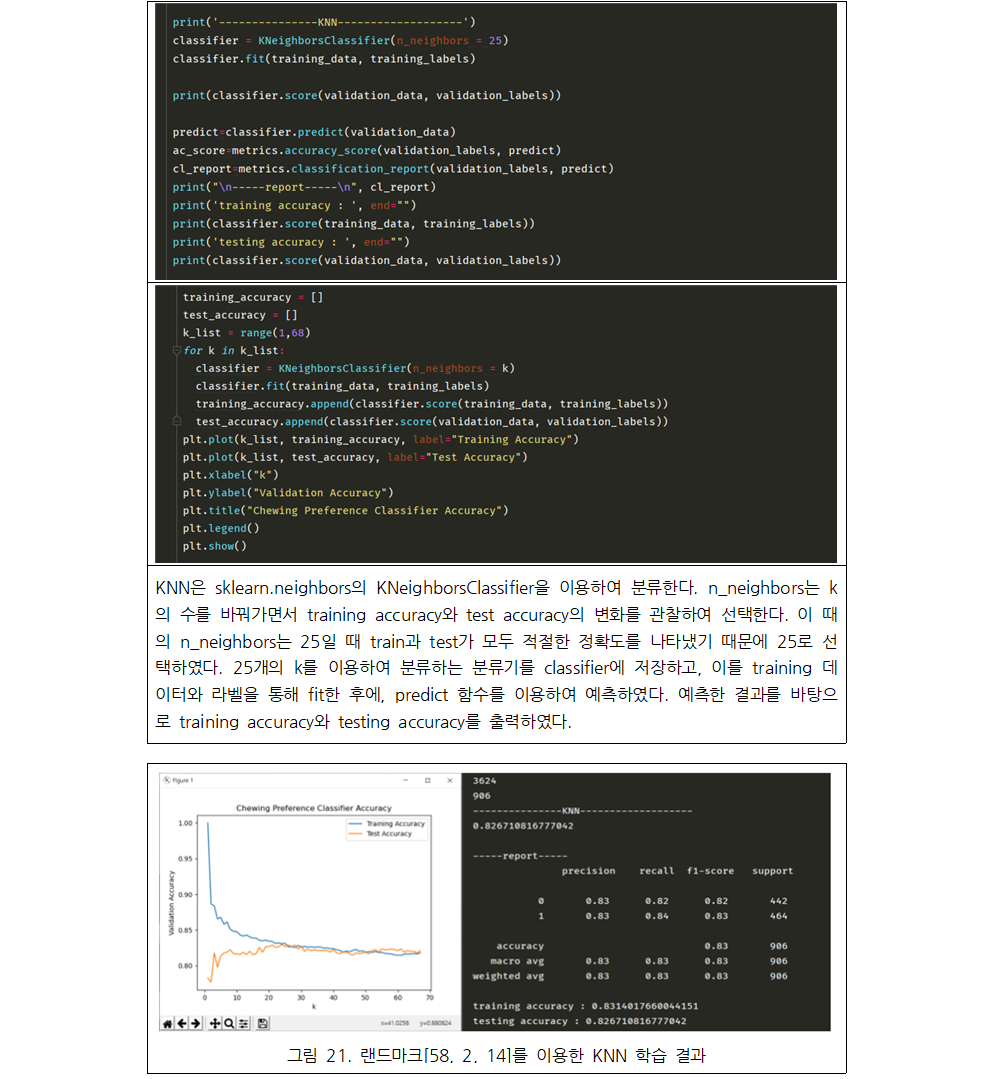 print('---------------KNN-------------------')
classifier = KNeighborsClassifier(n_neighbors = 25)
classifier.fit(training_data, training_labels)
print(classifier.score(validation_data, validation_labels))
predict=classifier.predict(validation_data)
ac_score=metrics.accuracy_score(validation_labels, predict)
cl_report=metrics.classification_report(validation_labels, predict)
print("\n-----report-----\n", cl_report)
print('training accuracy : ', end="")
print(classifier.score(training_data, training_labels))
print('testing accuracy : ', end="")
print(classifier.score(validation_data, validation_labels))
training_accuracy = []
test_accuracy = []
k_list = range(1,68)
for k in k_list:
classifier = KNeighborsClassifier(n_neighbors = k)
classifier.fit(training_data, training_labels)
training_accuracy.append(classifier.score(training_data, training_labels))
test_accuracy.append(classifier.score(validation_data, validation_labels))
plt.plot(k_list, training_accuracy, label="Training Accuracy")
plt.plot(k_list, test_accuracy, label="Test Accuracy")
plt.xlabel("k")
plt.ylabel("Validation Accuracy")
plt.title("Chewing Preference Classifier Accuracy")
plt.legend()
plt.show()
KNN은 sklearn.neighbors의 KNeighborsClassifier을 이용하여 분류한다. n_neighbors는 k
의 수를 바꿔가면서 training accuracy와 test accuracy의 변화를 관찰하여 선택한다. 이 때
의 n_neighbors는 25일 때 train과 test가 모두 적절한 정확도를 나타냈기 때문에 25로 선
택하였다. 25개의 k를 이용하여 분류하는 분류기를 classifier에 저장하고, 이를 training 데
이터와 라벨을 통해 fit한 후에, predict 함수를 이용하여 예측하였다. 예측한 결과를 바탕으
로 training accuracy와 testing accuracy를 출력하였다.
Figure 1
Chewing Preference Classifier Accuracy
Training Accuracy
Test Accuracy
Validation Accuracy
1.00
0.95
0.90
0.85
0.80
0 10 20 30 40 50 60 70
k
x=41.0258 y=0.880824
3624
906
---------------KNN-------------------
0.826710816777042
-----report-----
precision recall f1-score support
0 0.83 0.82 0.82 442
1 0.83 0.84 0.83 464
accuracy 0.83 906
macro avg 0.83 0.83 0.83 906
weighted avg 0.83 0.83 0.83 906
training accuracy : 0.8314017660044151
testing accuracy : 0.826710816777042
그림 21. 랜드마크[58, 2, 14]를 이용한 KNN 학습 결과